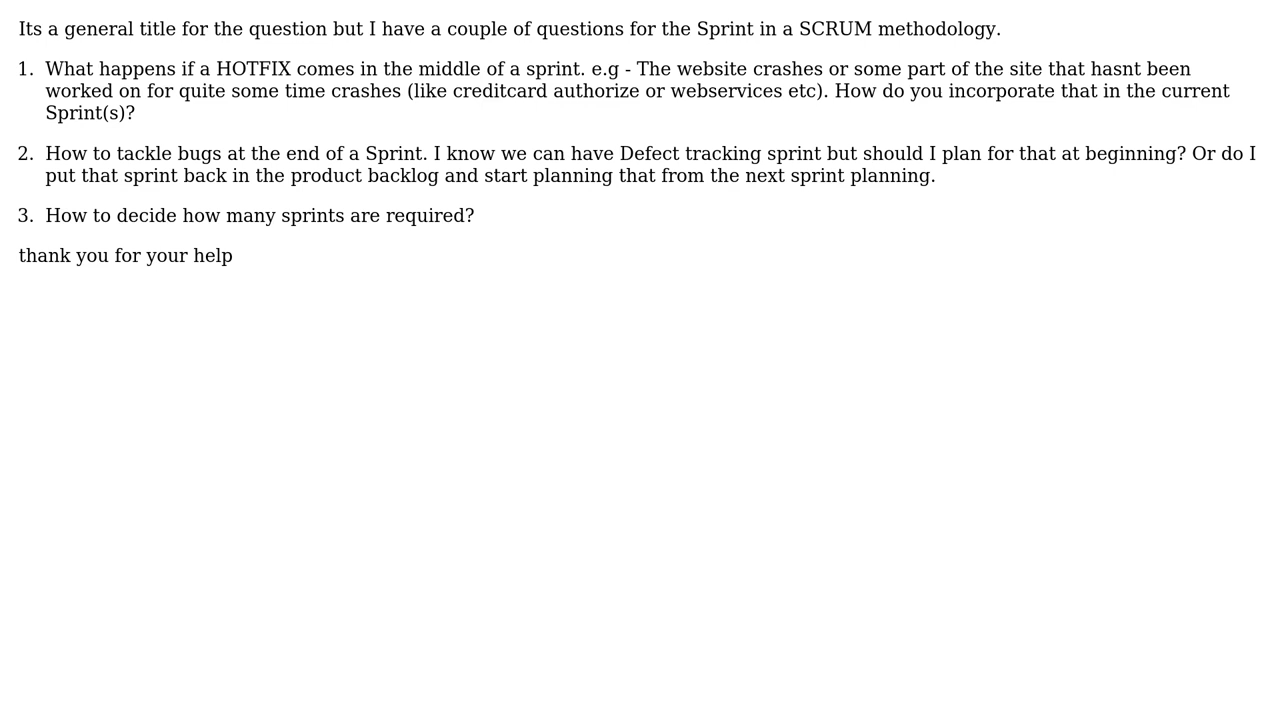 Its a general title for the question but I have a couple of questions for the Sprint in a SCRUM methodology.
1. What happens if a HOTFIX comes in the middle of a sprint. e.g - The website crashes or some part of the site that hasnt been
worked on for quite some time crashes (like creditcard authorize or webservices etc). How do you incorporate that in the current
Sprint(s)?
2. How to tackle bugs at the end of a Sprint. I know we can have Defect tracking sprint but should I plan for that at beginning? Or do I
put that sprint back in the product backlog and start planning that from the next sprint planning.
3. How to decide how many sprints are required?
thank you for your help